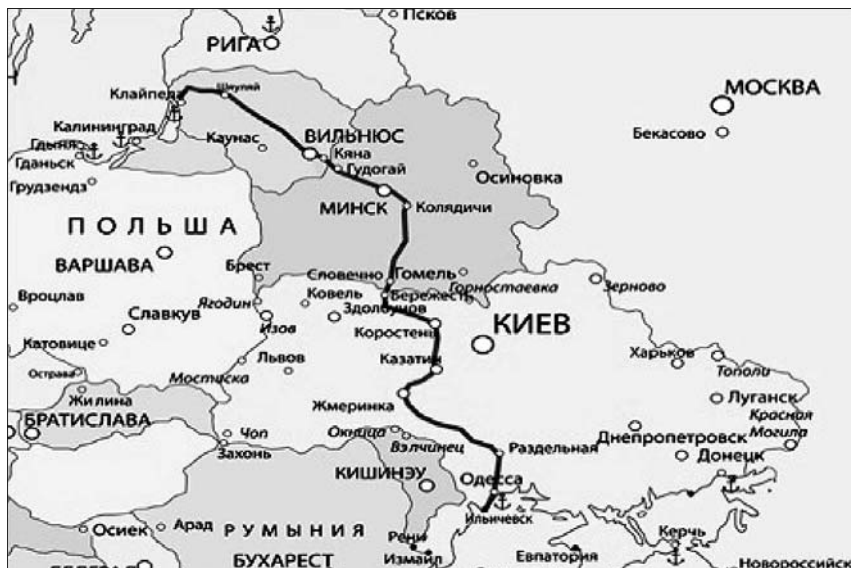 Псков
РИГА
МОСКВА
Клайпеда
Шяуляй
Бекасово
Калининград
Каунас
ВИЛЬНЮС
Гдыня
Кяна
Гданьск
Гудогай
Осиновка
Грудзендз
МИНСК
Колядичи
ПОЛЬША
ВАРШАВА
Брест
Словечно
Гомель
Вроцлав
Ягодин
Ковель
Бережесть
Горностаевка
Зерново
Славкув
Изов
Здолбунов
КИЕВ
Коростень
Катовице
Львов
Казатин
Харьков
Острава
Мостиска
Тополи
Жилина
Жмеринка
Луганск
БРАТИСЛАВА
Чоп
Окница
Красная
Могила
Захонь
Вэлчинец
Раздельная
Днепропетровск
Донецк
КИШИНЭУ
Одесса
Ильичевск
Осиек
Арад
РУМЫНИЯ
Рени
Керчь
БУХАРЕСТ
Измаил
Евпатория
Новороссийск